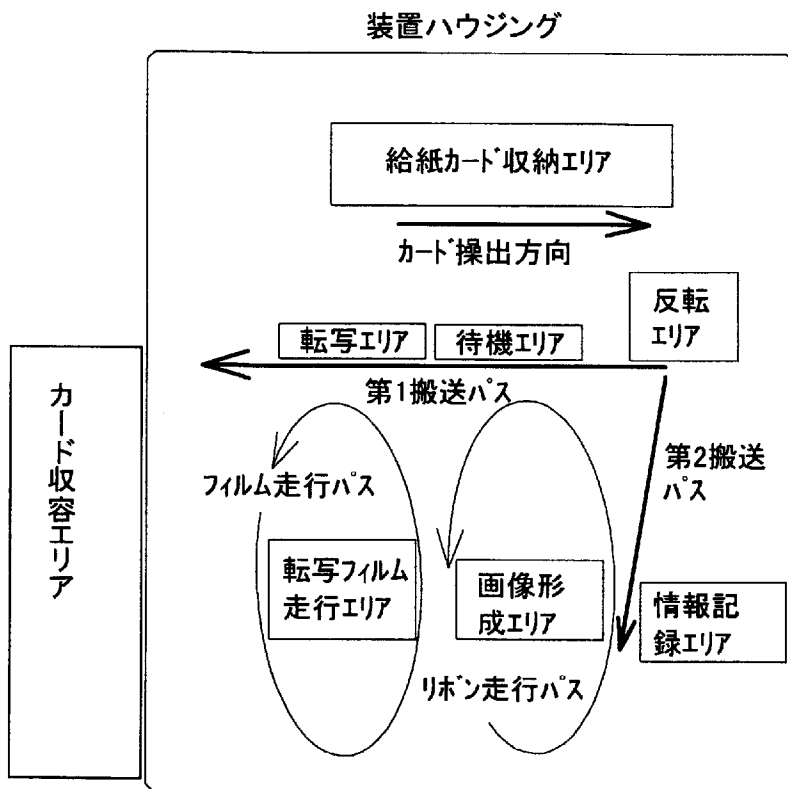 装置ハウジング
給紙カード収納エリア
カード操出方向
反転
エリア
転写エリア
待機エリア
第1搬送パス
カード収容エリア
第2搬送
パス
フィルム走行パス
転写フィルム
走行エリア
画像形
成エリア
情報記
録エリア
リボン走行パス